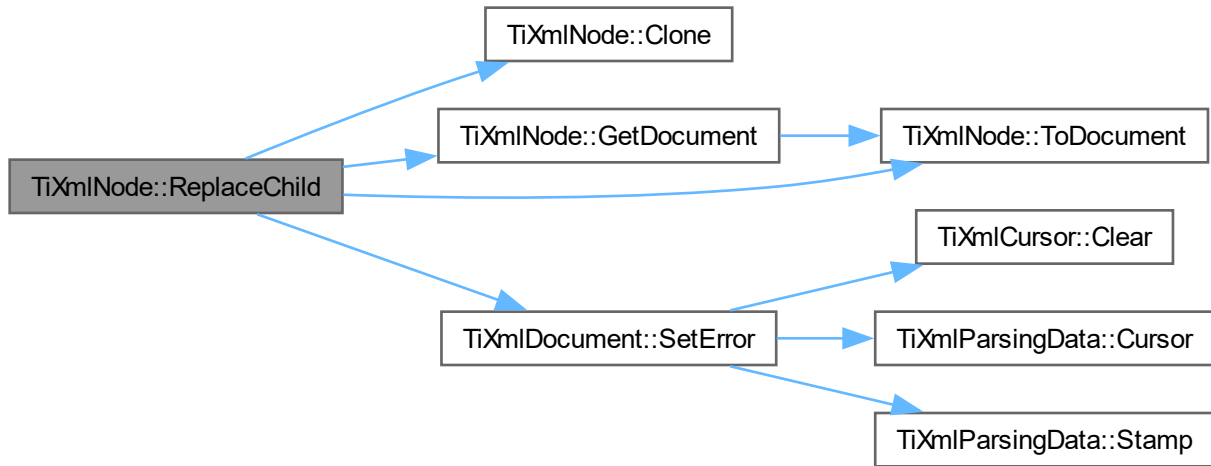 TiXmlNode::Clone
TiXmlNode::GetDocument
TiXmlNode::ToDocument
TiXmlNode::ReplaceChild
TiXmlCursor::Clear
TiXmlDocument::SetError
TiXmlParsingData::Cursor
TiXmlParsingData::Stamp